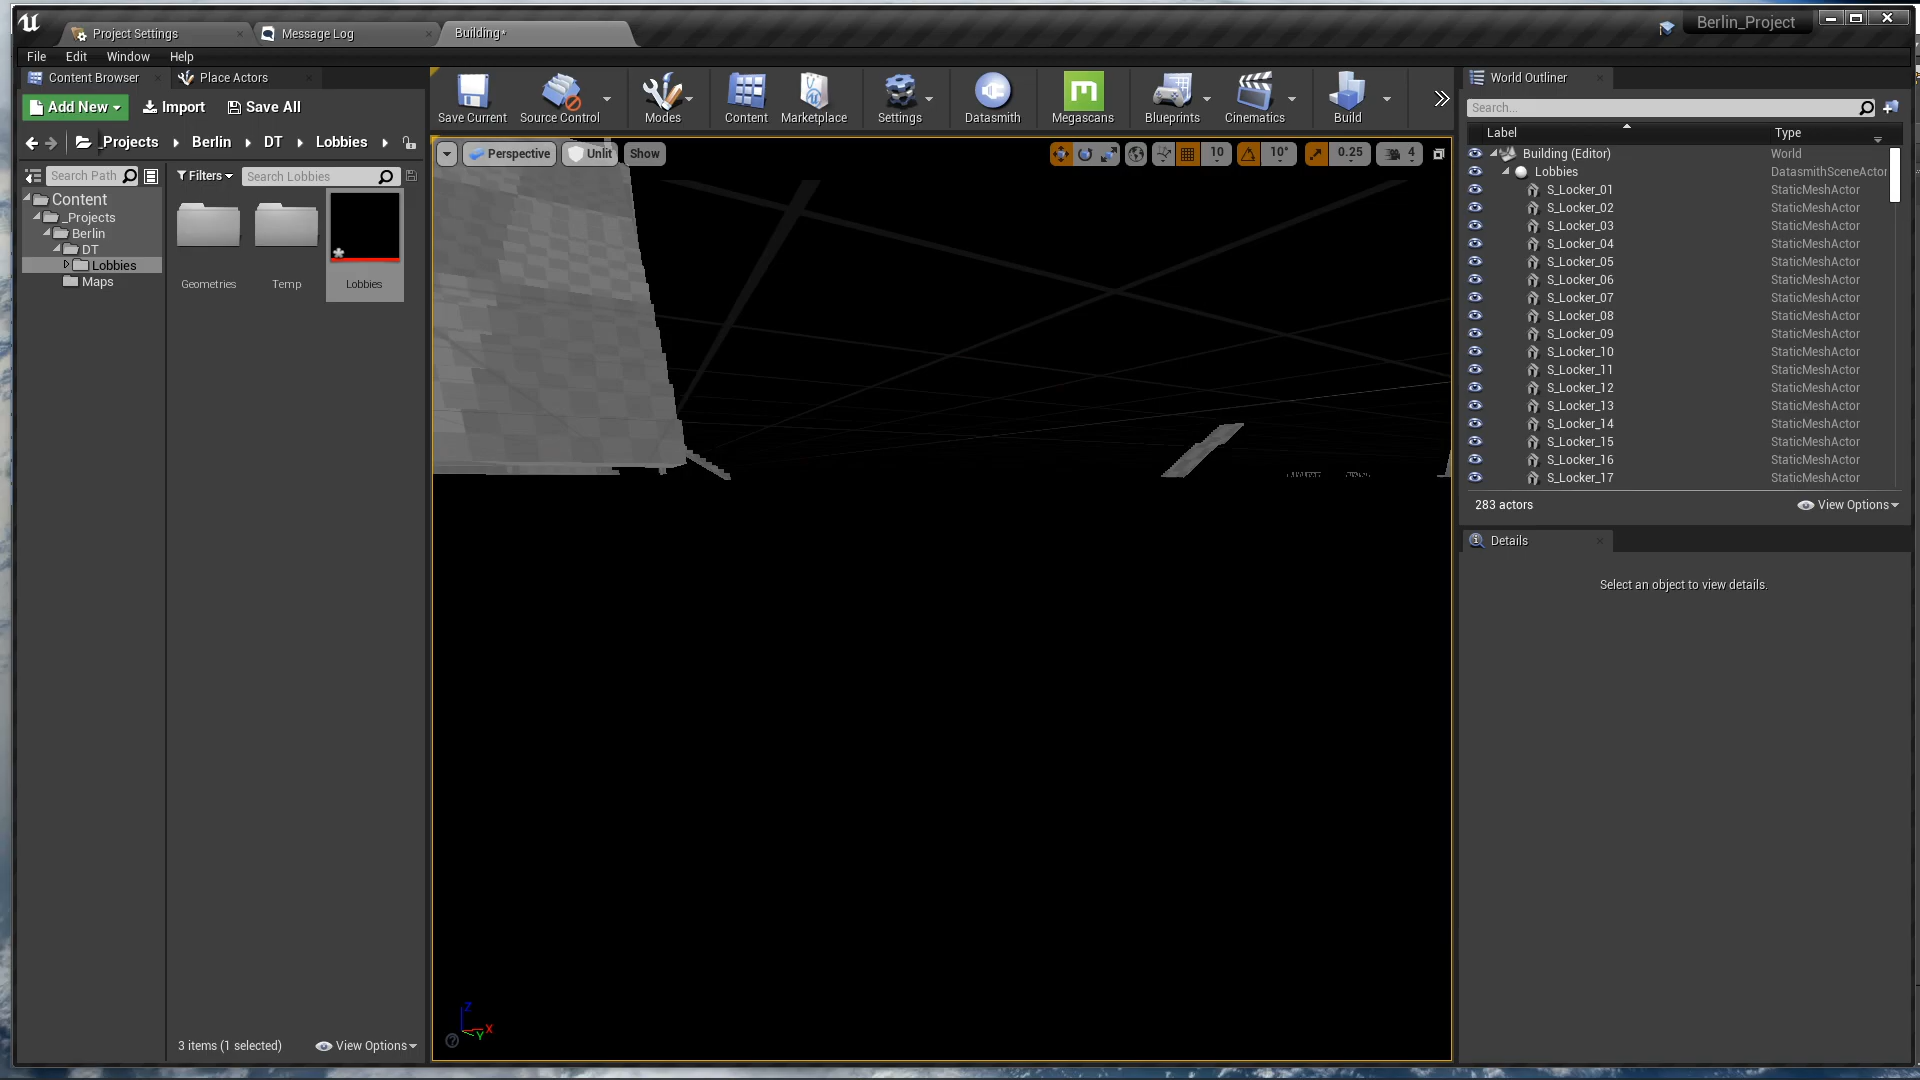 Project Settings
Message Log
Building*
Berlin_Project
File Edit Window Help
Content Browser
Place Actors
World Outliner
Add New
Import
Save All
Save Current
Source Control
Modes
Content
Marketplace
Settings
Datasmith
Megascans
Blueprints
Cinematics
Build
Search...
_Projects
Berlin
DT
Lobbies
Label
Type
Perspective
Unlit
Show
10
10°
0.25
4
Search Path
Filters
Search Lobbies
Content
_Projects
Berlin
DT
Lobbies
Maps
Geometries
Temp
Lobbies
Building (Editor) World
Lobbies DatasmithSceneActor
S_Locker_01 StaticMeshActor
S_Locker_02 StaticMeshActor
S_Locker_03 StaticMeshActor
S_Locker_04 StaticMeshActor
S_Locker_05 StaticMeshActor
S_Locker_06 StaticMeshActor
S_Locker_07 StaticMeshActor
S_Locker_08 StaticMeshActor
S_Locker_09 StaticMeshActor
S_Locker_10 StaticMeshActor
S_Locker_11 StaticMeshActor
S_Locker_12 StaticMeshActor
S_Locker_13 StaticMeshActor
S_Locker_14 StaticMeshActor
S_Locker_15 StaticMeshActor
S_Locker_16 StaticMeshActor
S_Locker_17 StaticMeshActor
283 actors
View Options
Details
Select an object to view details.
Z
X
Y
3 items (1 selected)
View Options